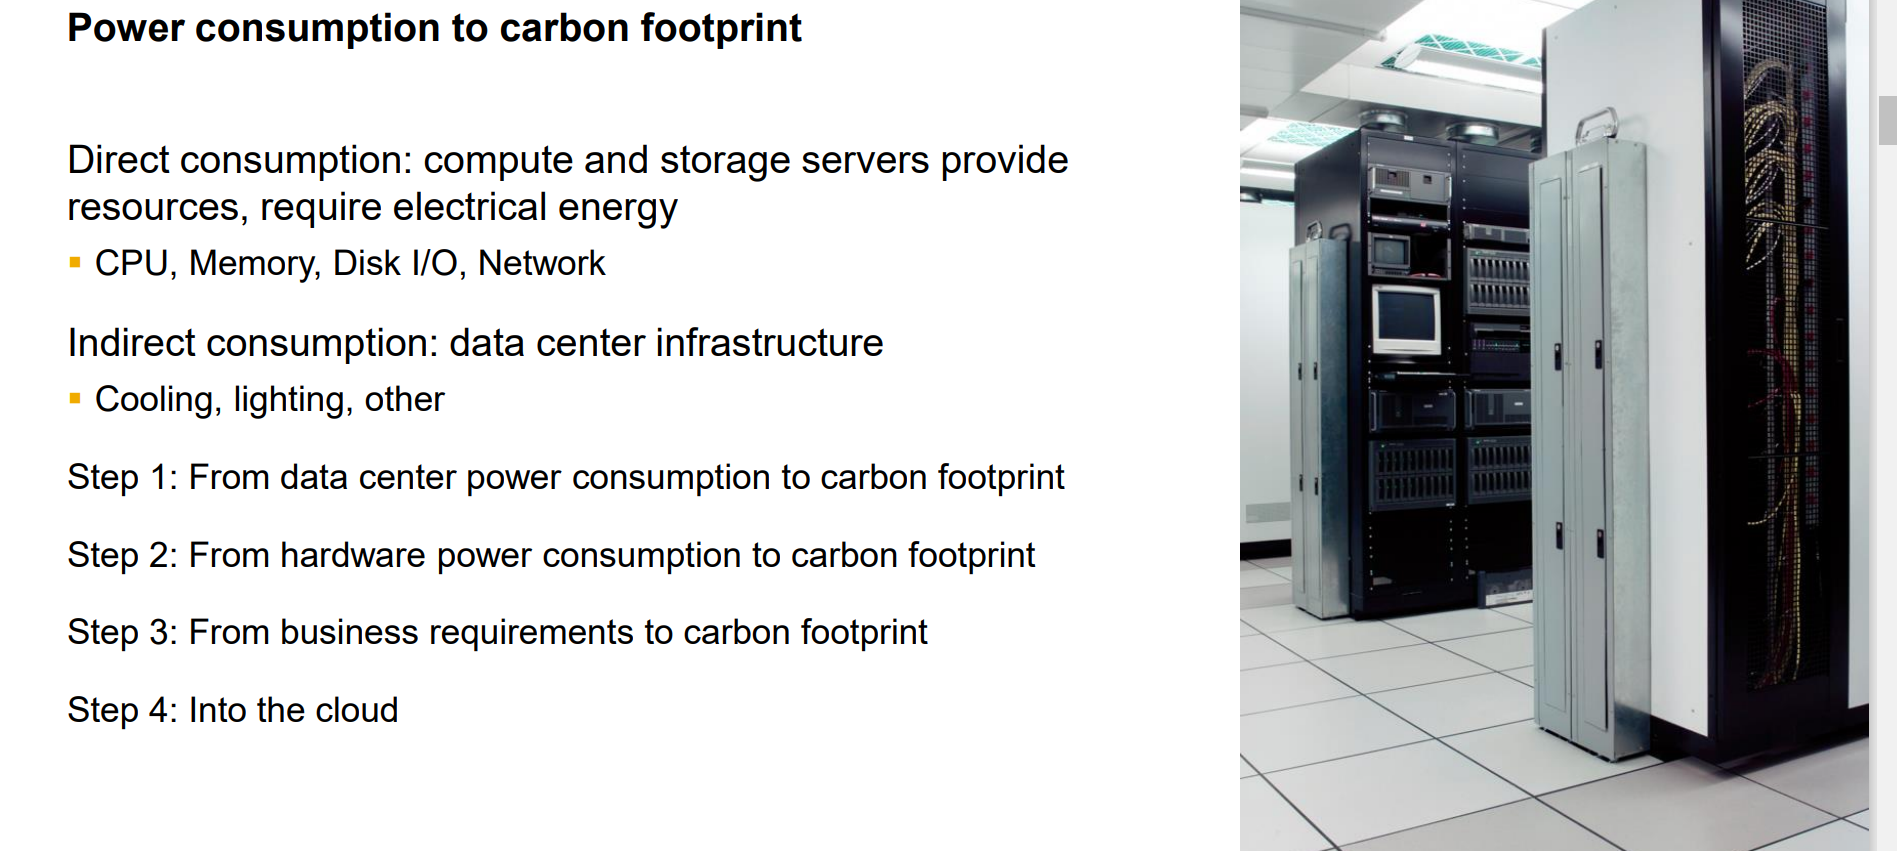 Power consumption to carbon footprint
Direct consumption: compute and storage servers provide
resources, require electrical energy
▪ CPU, Memory, Disk I/O, Network
Indirect consumption: data center infrastructure
▪ Cooling, lighting, other
Step 1: From data center power consumption to carbon footprint
Step 2: From hardware power consumption to carbon footprint
Step 3: From business requirements to carbon footprint
Step 4: Into the cloud